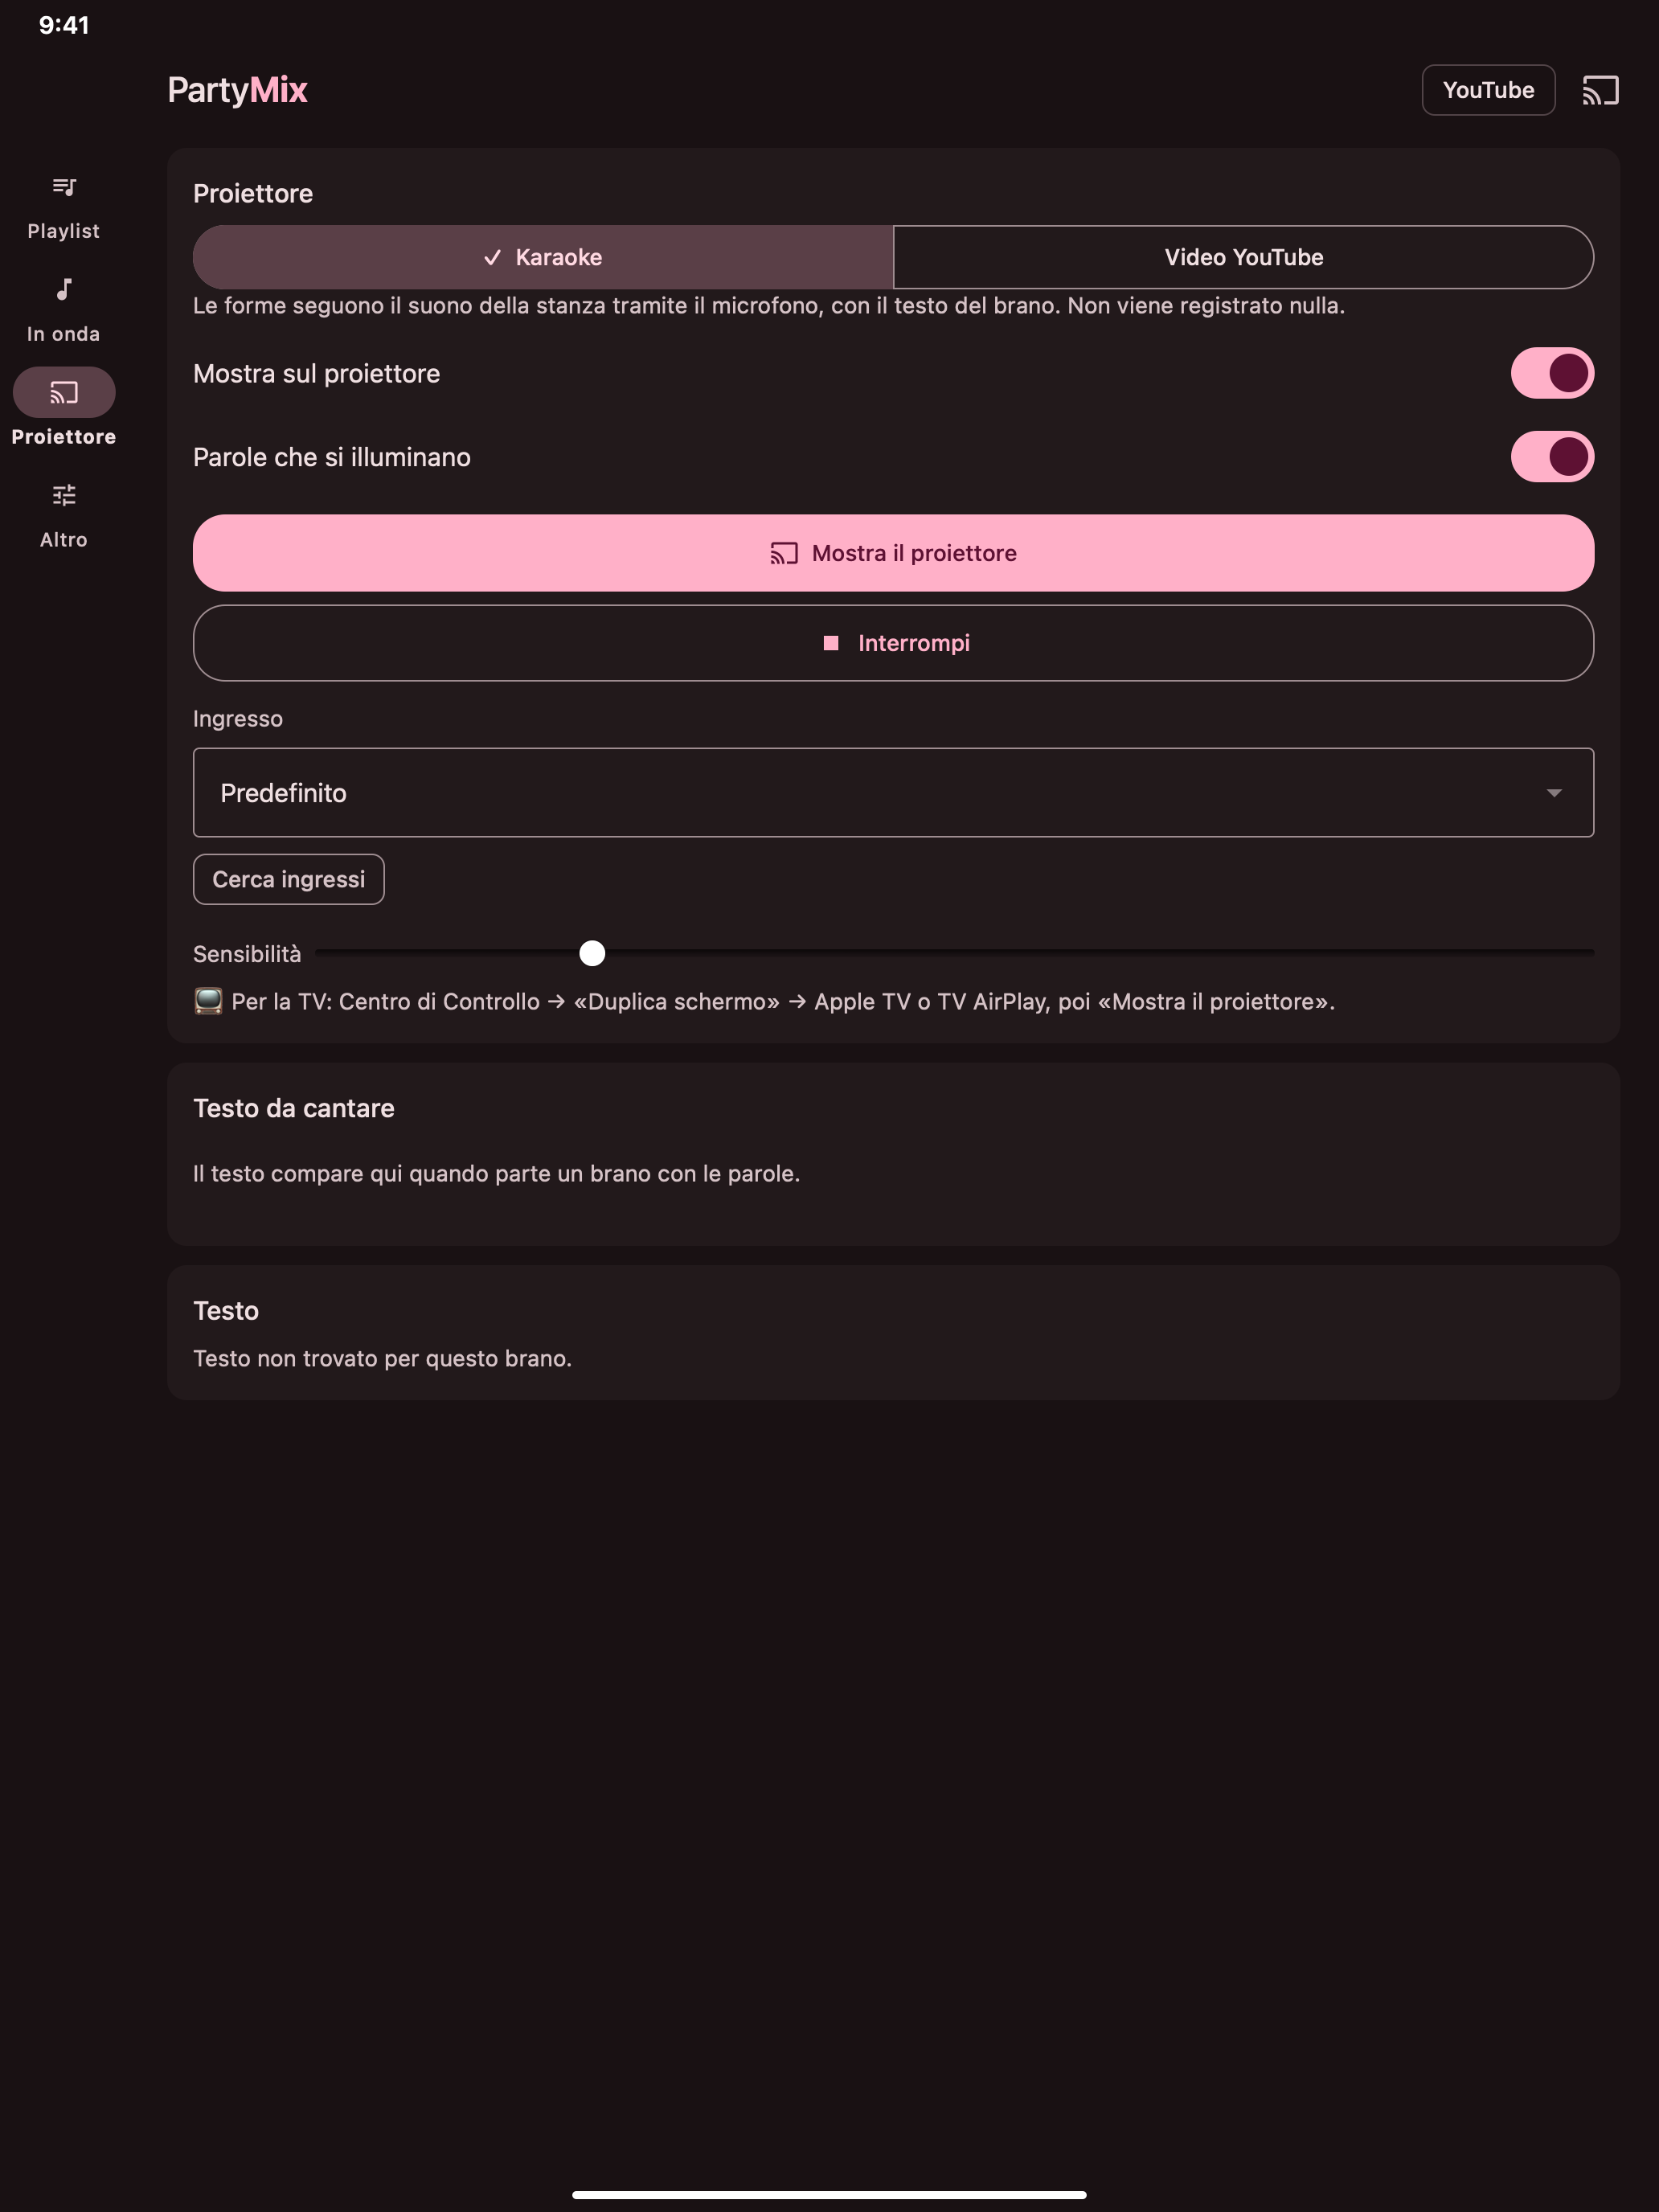 9:41
PartyMix
YouTube
Playlist
In onda
Proiettore
Altro
Proiettore
Karaoke
Video YouTube
Le forme seguono il suono della stanza tramite il microfono, con il testo del brano. Non viene registrato nulla.
Mostra sul proiettore
Parole che si illuminano
Mostra il proiettore
Interrompi
Ingresso
Predefinito
Cerca ingressi
Sensibilità
Per la TV: Centro di Controllo → «Duplica schermo» → Apple TV o TV AirPlay, poi «Mostra il proiettore».
Testo da cantare
Il testo compare qui quando parte un brano con le parole.
Testo
Testo non trovato per questo brano.